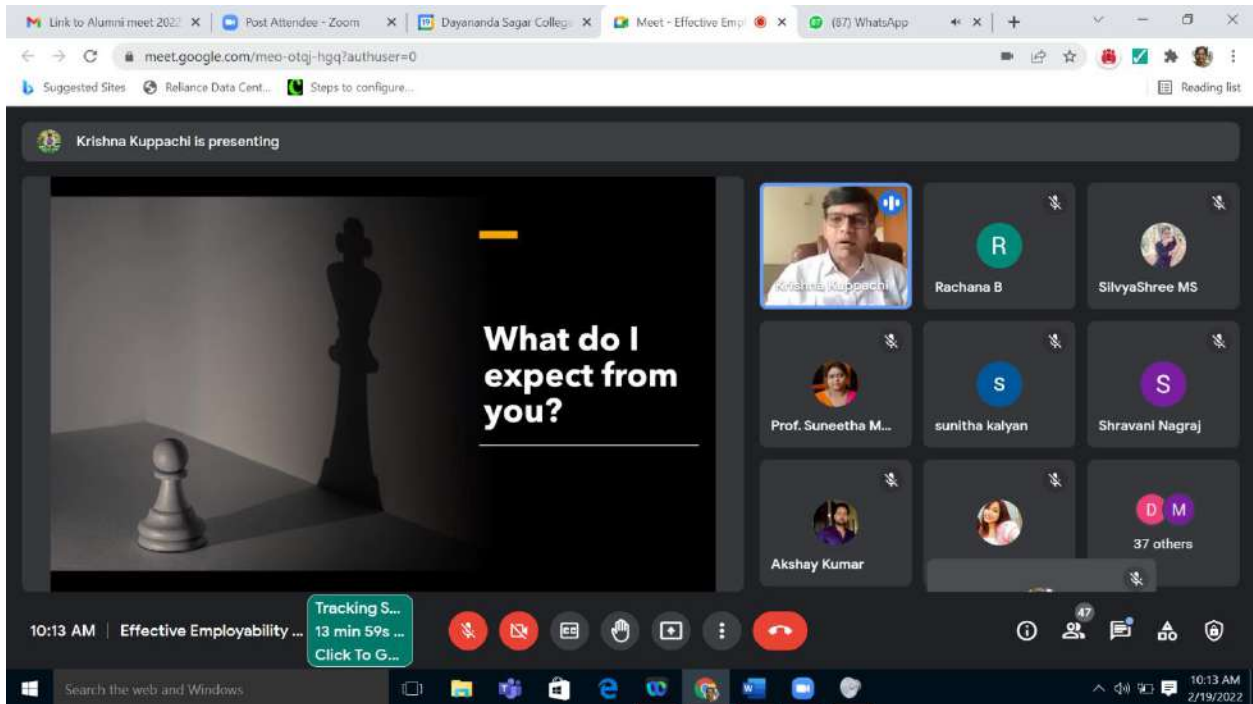 Link to Alumni meet 202
Post Attendee - Zoom
19
Dayananda Sagar Colleg
Meet - Effective Emp
(87) WhatsApp
meet.google.com/meo-otqj-hgq?authuser=0
Suggested Sites
Reliance Data Cent...
Steps to configure...
Reading list
Krishna Kuppachi is presenting
What do I
expect from
you?
Krishna Kuppachi
R
Rachana B
SilvyaShree MS
Prof. Suneetha M...
s
sunitha kalyan
S
Shravani Nagraj
Akshay Kumar
D M
37 others
10:13 AM | Effective Employability ...
Tracking S...
13 min 59s ...
Click To G...
CC
47
Search the web and Windows
10:13 AM
2/19/2022